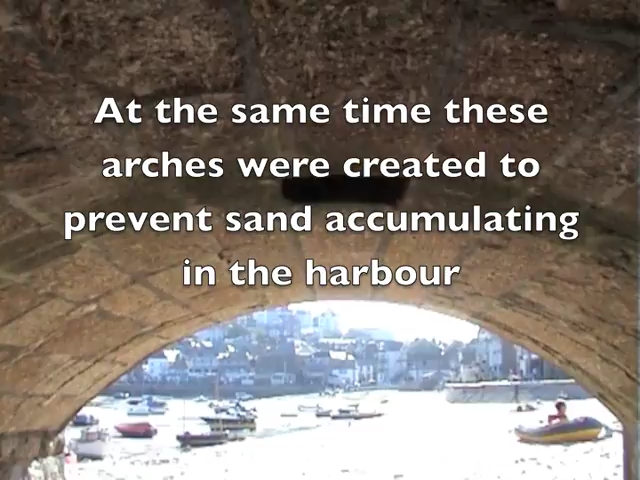 At the same time these
arches were created to
prevent sand accumulating
in the harbour